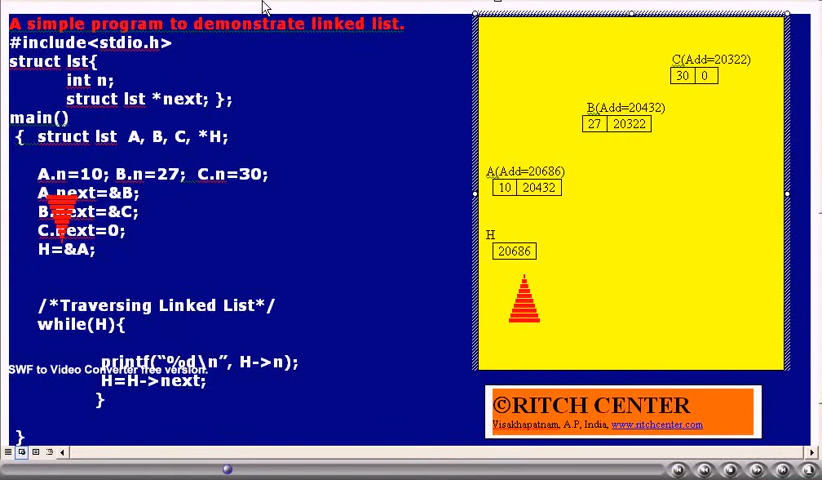 A simple program to demonstrate linked list.
#include<stdio.h>
struct lst{
int n;
struct lst *next; };
main()
{ struct lst A, B, C, *H;
A.n=10; B.n=27; C.n=30;
A.next=&B;
B.next=&C;
C.next=0;
H=&A;
/*Traversing Linked List*/
while(H){
printf("%d\n", H->n);
SWF to Video Converter free version.
H=H->next;
}
}
C(Add=20322)
30 0
B(Add=20432)
27 20322
A(Add=20686)
10 20432
H
20686
©RITCH CENTER
Visakhapatnam, A.P, India, www.ritchcenter.com